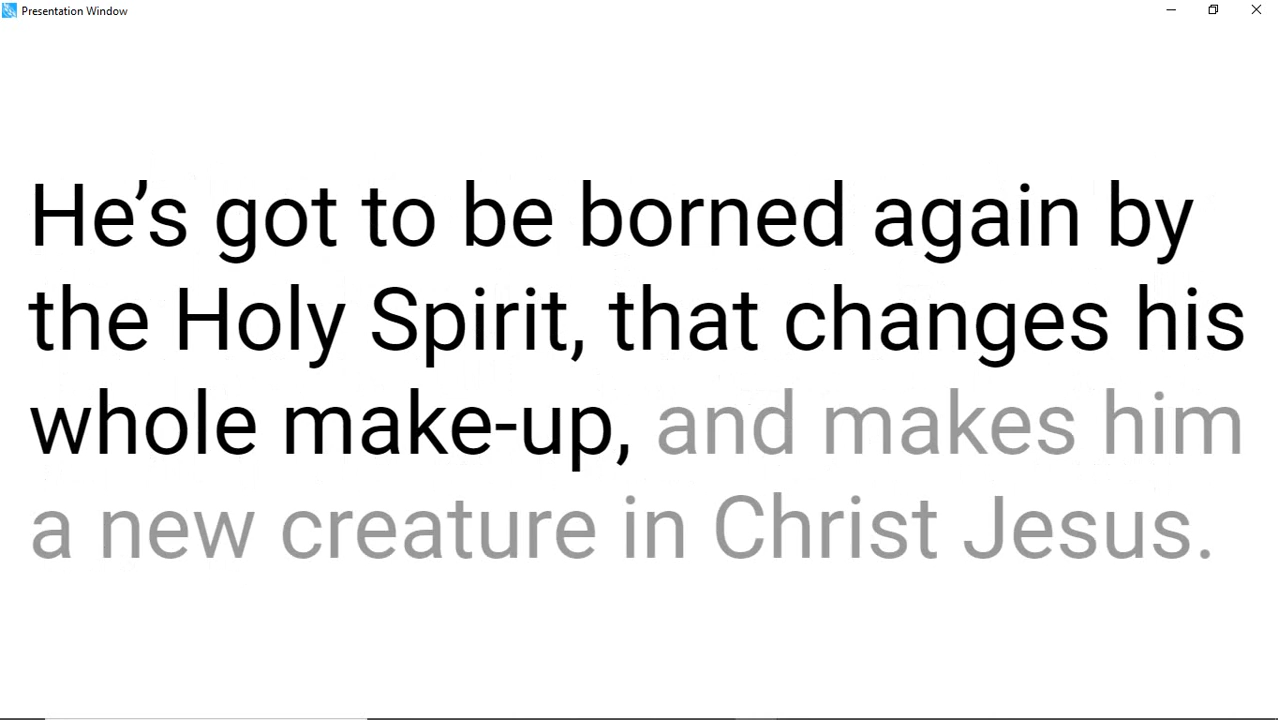 Presentation Window
He’s got to be borned again by
the Holy Spirit, that changes his
whole make-up, and makes him
a new creature in Christ Jesus.